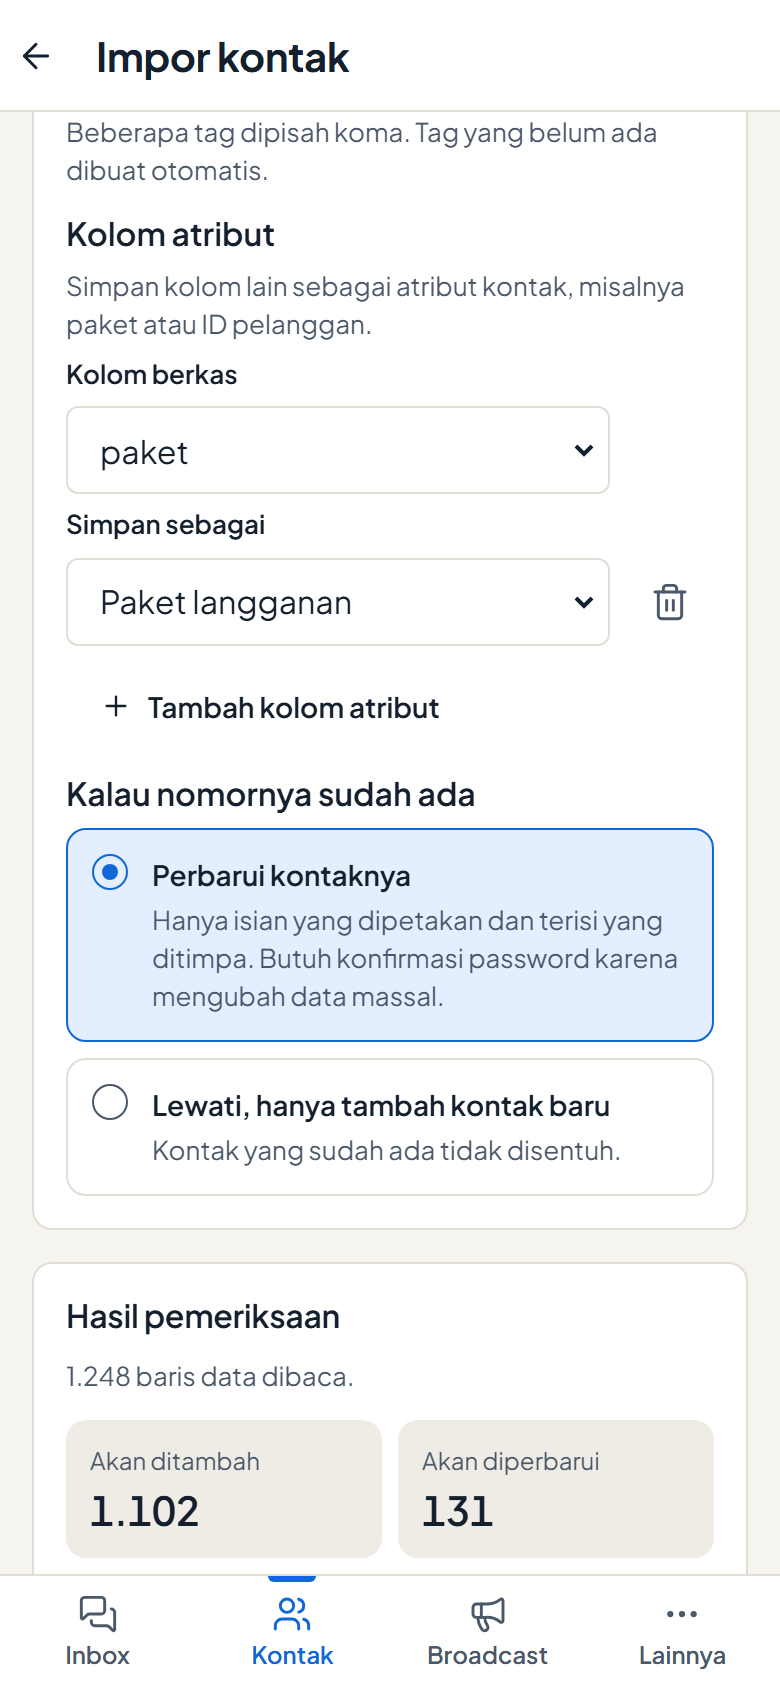 Impor kontak
Beberapa tag dipisah koma. Tag yang belum ada
dibuat otomatis.
Kolom atribut
Simpan kolom lain sebagai atribut kontak, misalnya
paket atau ID pelanggan.
Kolom berkas
paket
Simpan sebagai
Paket langganan
Tambah kolom atribut
Kalau nomornya sudah ada
Perbarui kontaknya
Hanya isian yang dipetakan dan terisi yang
ditimpa. Butuh konfirmasi password karena
mengubah data massal.
Lewati, hanya tambah kontak baru
Kontak yang sudah ada tidak disentuh.
Hasil pemeriksaan
1.248 baris data dibaca.
Akan ditambah
1.102
Akan diperbarui
131
Inbox
Kontak
Broadcast
Lainnya